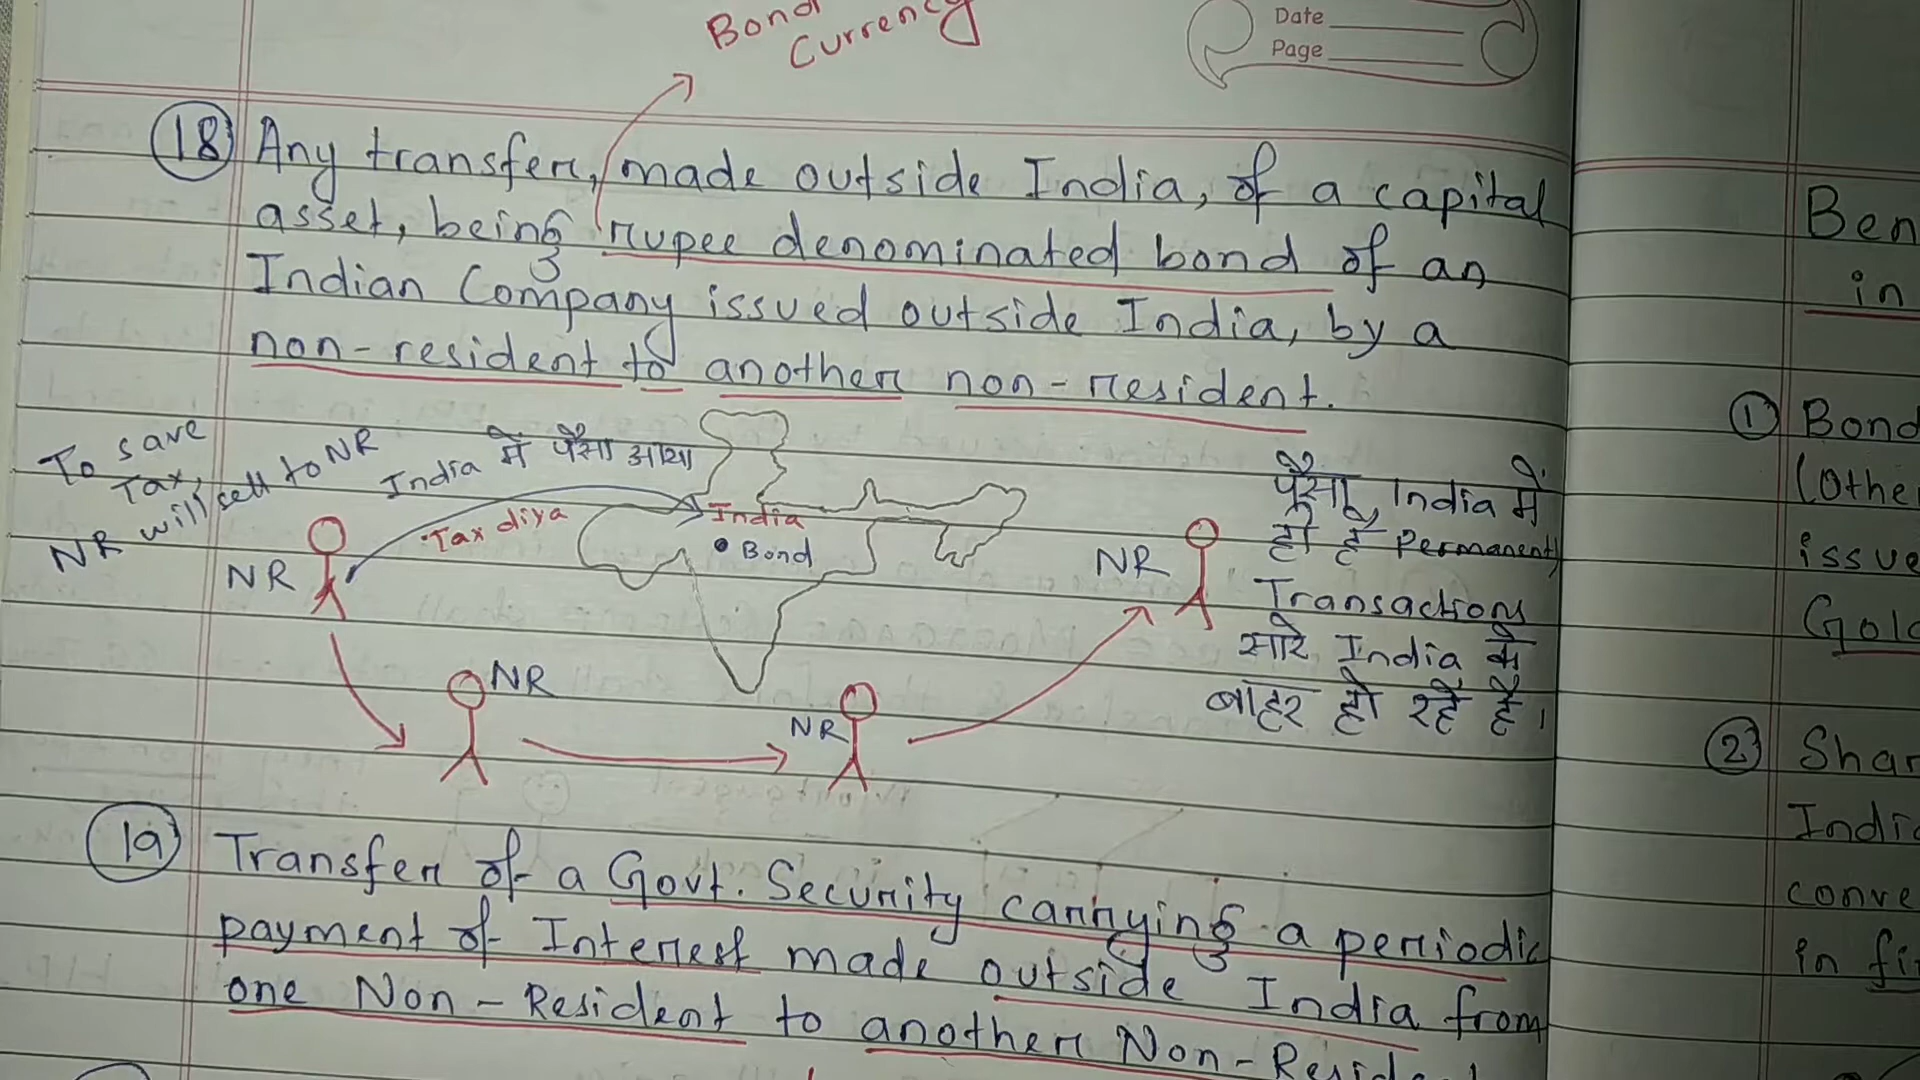 Bond
Currency
Date
Page
18 Any transfer, made outside India, of a capital
asset, being rupee denominated bond of an
Indian Company issued outside India, by a
non-resident to another non-resident.
To save
Tax,
NR will sell to NR
India में पैसा आया
Tax diya
India
Bond
NR
NR
NR
NR
पैसा India में
ही है Permanent
Transactions
सारे India के
बाहर हो रहे हैं।
19 Transfer of a Govt. Security carrying a periodic
payment of Interest made outside India from
one Non-Resident to another Non-
Ben
in
1 Bond
(Othe
issue
Gold
2 Shar
India
conve
in fi